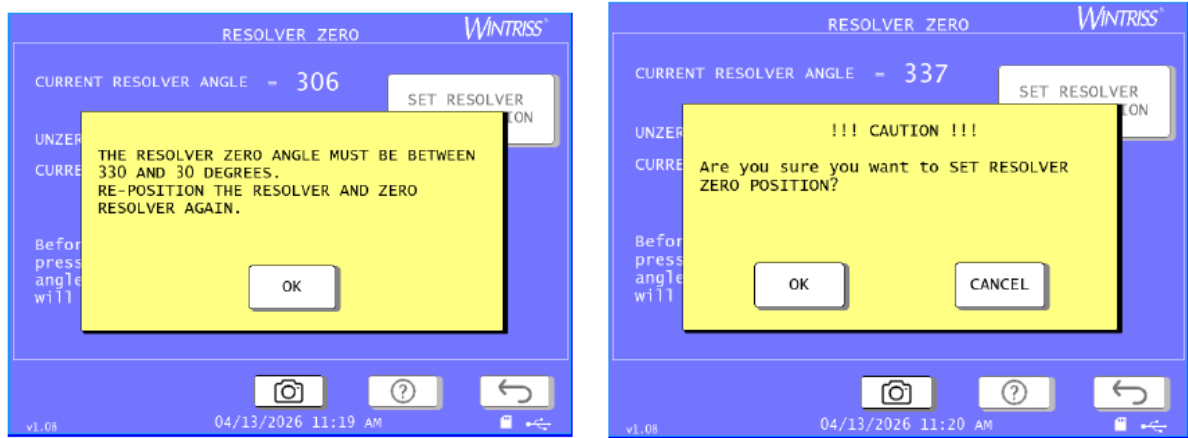 RESOLVER ZERO
WINTRISS
CURRENT RESOLVER ANGLE = 306
SET RESOLVER
ION
UNZER
CURRE
THE RESOLVER ZERO ANGLE MUST BE BETWEEN
330 AND 30 DEGREES.
RE-POSITION THE RESOLVER AND ZERO
RESOLVER AGAIN.
Befor
press
angle
will
OK
?
v1.08
04/13/2026 11:19 AM
RESOLVER ZERO
WINTRISS
CURRENT RESOLVER ANGLE = 337
SET RESOLVER
ION
UNZER
CURRE
!!! CAUTION !!!
Are you sure you want to SET RESOLVER
ZERO POSITION?
Befor
press
angle
will
OK
CANCEL
?
v1.08
04/13/2026 11:20 AM